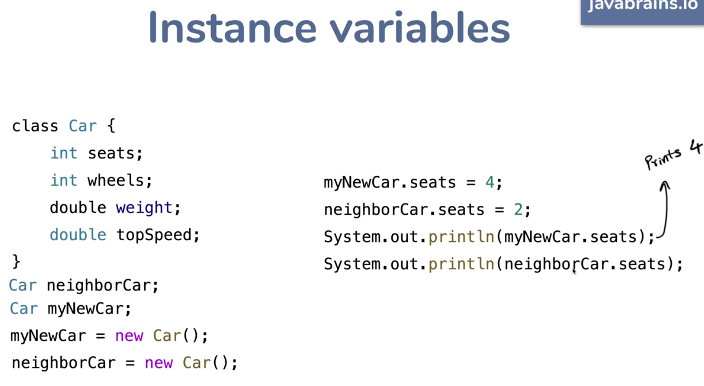 javabrains.io
Instance variables
class Car {
    int seats;
    int wheels;
    double weight;
    double topSpeed;
}
Car neighborCar;
Car myNewCar;
myNewCar = new Car();
neighborCar = new Car();
myNewCar.seats = 4;
neighborCar.seats = 2;
System.out.println(myNewCar.seats);
System.out.println(neighborCar.seats);
Prints 4